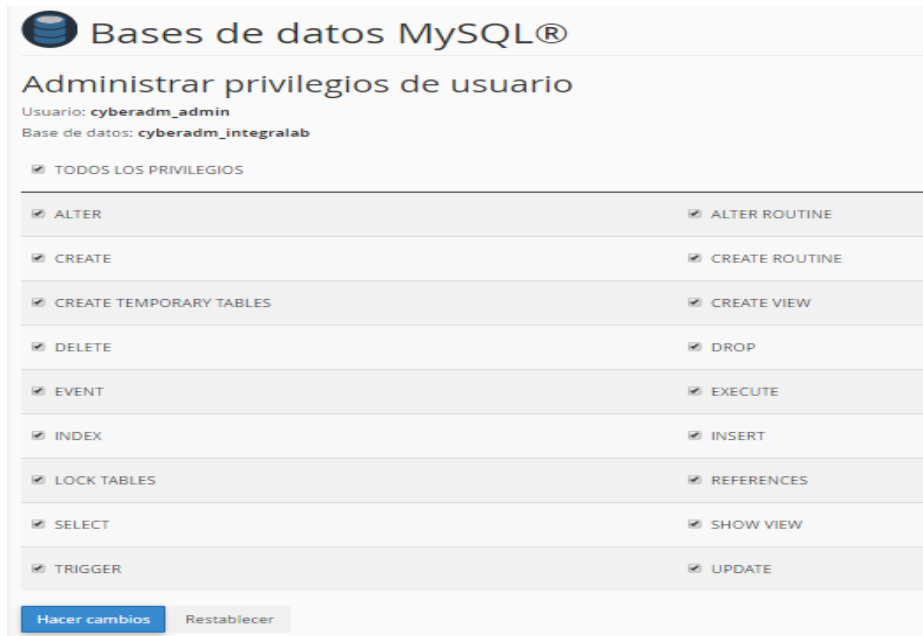 Bases de datos MySQL®
Administrar privilegios de usuario
Usuario: cyberadm_admin
Base de datos: cyberadm_integralab
TODOS LOS PRIVILEGIOS
ALTER
ALTER ROUTINE
CREATE
CREATE ROUTINE
CREATE TEMPORARY TABLES
CREATE VIEW
DELETE
DROP
EVENT
EXECUTE
INDEX
INSERT
LOCK TABLES
REFERENCES
SELECT
SHOW VIEW
TRIGGER
UPDATE
Hacer cambios
Restablecer